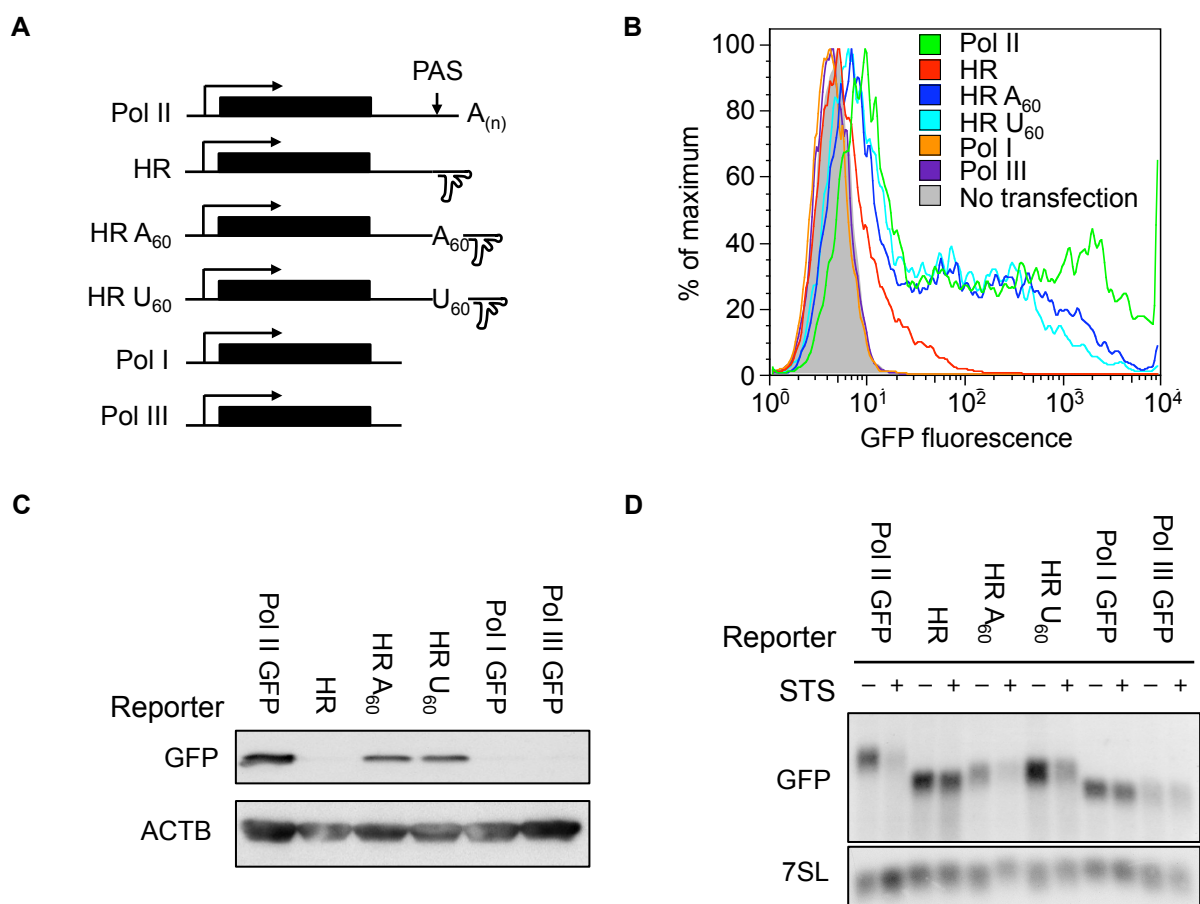 A
PAS
Pol II
A(n)
HR
HR A60
A60
HR U60
U60
Pol I
Pol III
B
% of maximum
100
80
60
40
20
0
10^0 10^1 10^2 10^3 10^4
GFP fluorescence
Pol II
HR
HR A60
HR U60
Pol I
Pol III
No transfection
C
Reporter
Pol II GFP
HR
HR A60
HR U60
Pol I GFP
Pol III GFP
GFP
ACTB
D
Reporter
Pol II GFP
HR
HR A60
HR U60
Pol I GFP
Pol III GFP
STS − + − + − + − + − + − +
GFP
7SL